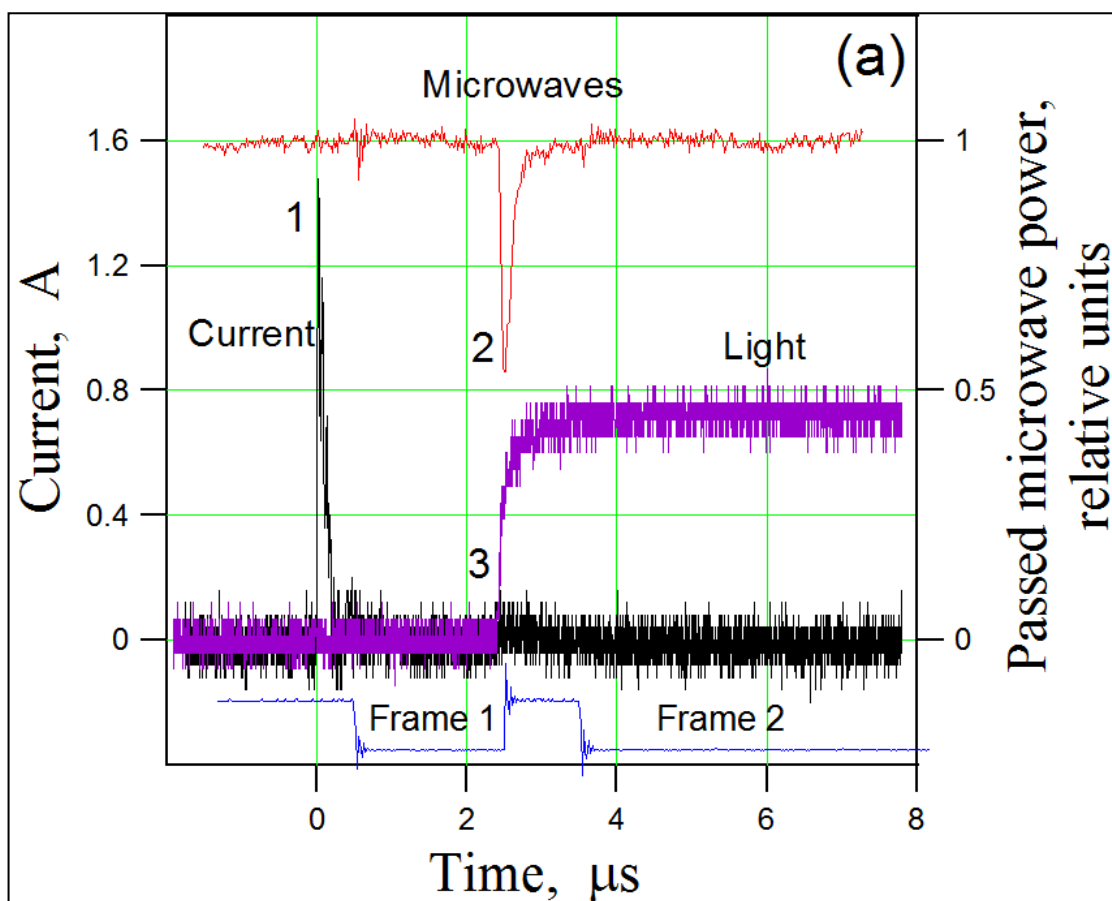 (a)
Microwaves
1.6
1.2
0.8
0.4
0
1
0.5
0
1
2
3
Current
Light
Frame 1
Frame 2
0
2
4
6
8
Time, μs
Current, A
Passed microwave power,
relative units